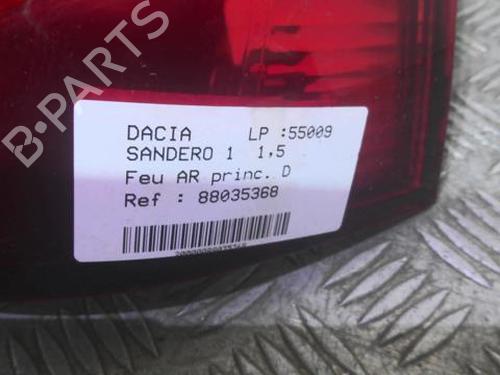 B-PARTS
DACIA LP :55009
SANDERO 1 1,5
Feu AR princ. D
Ref : 88035368